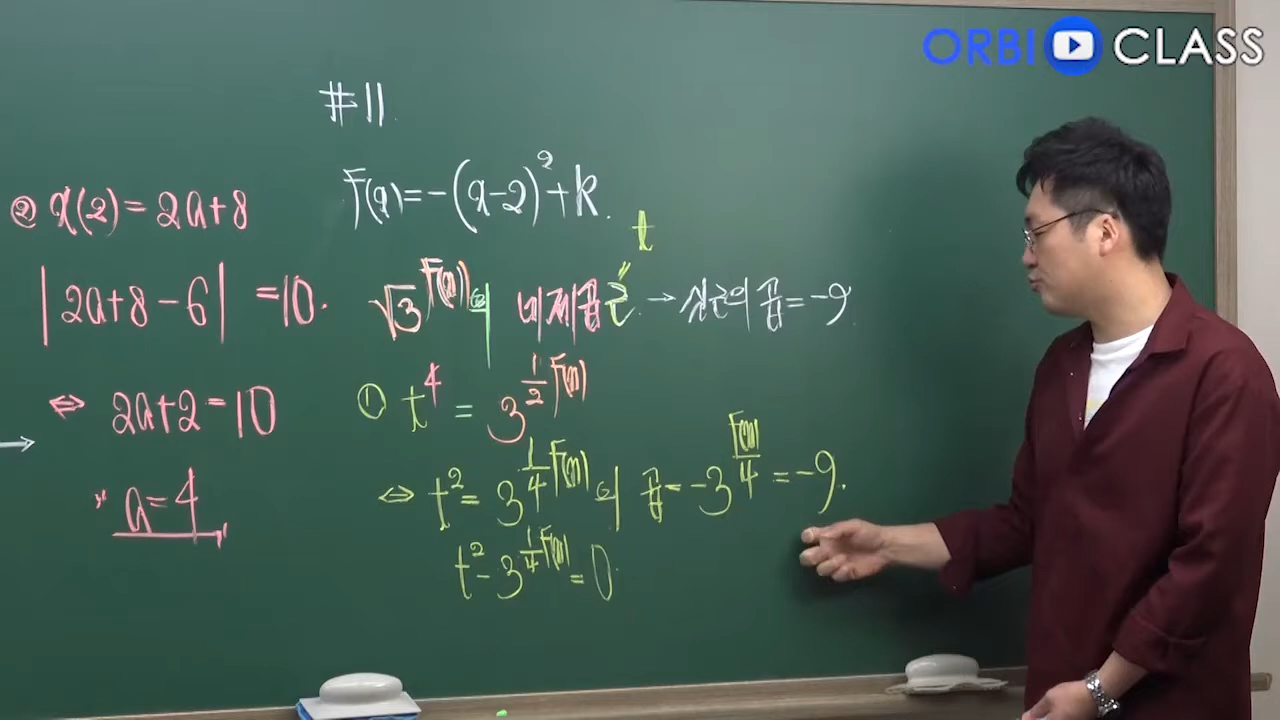 ORBI CLASS
#11.
② x(2)=2a+8
|2a+8-6|=10.
⇔ 2a+2=10
→
∴ a=4
f(x)=-(x-2)²+k.
t
√3^f(n)의 네제곱근 → 실근의 곱=-9.
① t⁴=3^(1/2 f(n))
⇔ t²=3^(1/4 f(n))의 곱=-3^(f(n)/4)=-9.
t²-3^(1/4 f(n))=0.